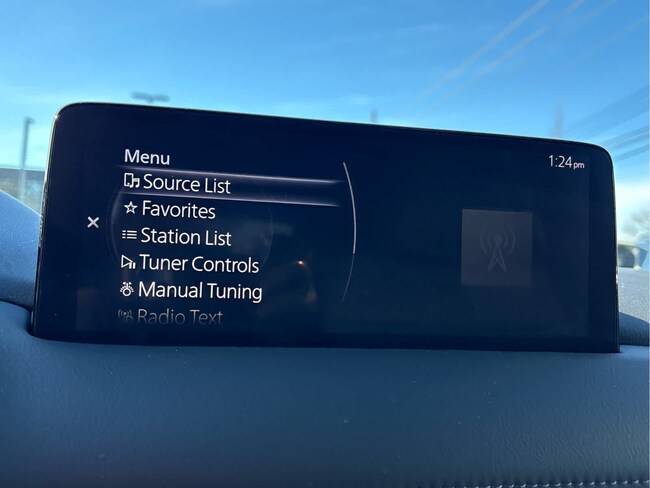 Menu
1:24pm
Source List
Favorites
Station List
Tuner Controls
Manual Tuning
Radio Text